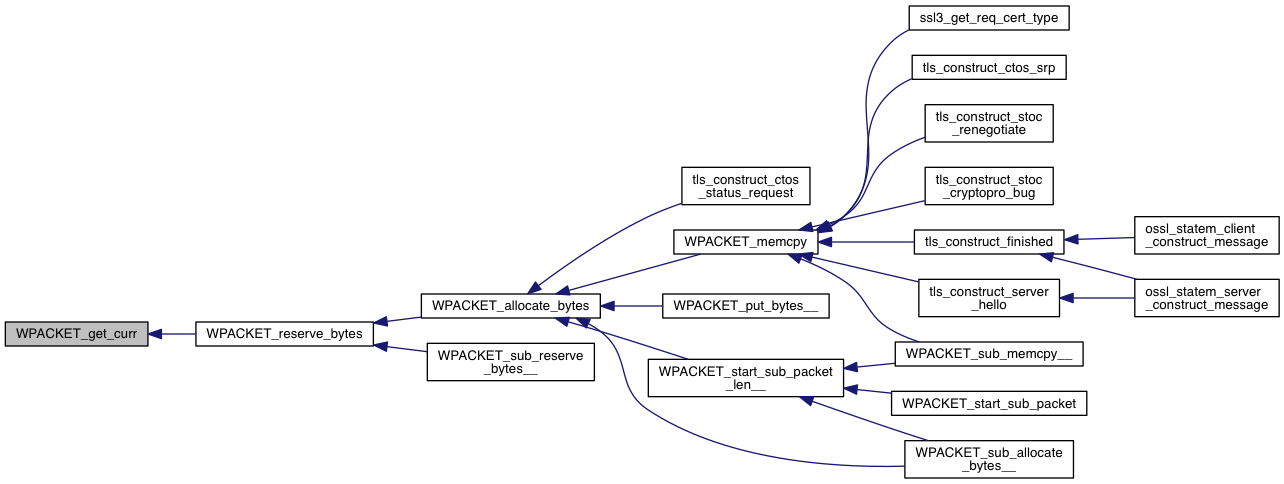 WPACKET_get_curr
WPACKET_reserve_bytes
WPACKET_allocate_bytes
WPACKET_sub_reserve
_bytes__
tls_construct_ctos
_status_request
WPACKET_memcpy
WPACKET_put_bytes__
WPACKET_start_sub_packet
_len__
ssl3_get_req_cert_type
tls_construct_ctos_srp
tls_construct_stoc
_renegotiate
tls_construct_stoc
_cryptopro_bug
tls_construct_finished
tls_construct_server
_hello
WPACKET_sub_memcpy__
WPACKET_start_sub_packet
WPACKET_sub_allocate
_bytes__
ossl_statem_client
_construct_message
ossl_statem_server
_construct_message